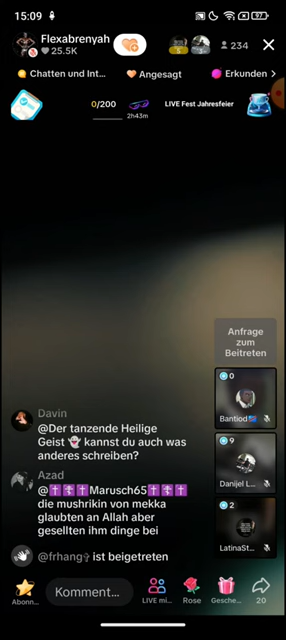 15:09
97
Flexabrenyah
25.5K
234
Chatten und Int...
Angesagt
Erkunden >
0/200
2h43m
LIVE Fest Jahresfeier
Anfrage
zum
Beitreten
0
Bantiod
9
Danijel L...
2
LatinaSt...
Davin
@Der tanzende Heilige
Geist 👻 kannst du auch was
anderes schreiben?
Azad
@✝️☦️✝️Marusch65✝️☦️✝️
die mushrikin von mekka
glaubten an Allah aber
gesellten ihm dinge bei
@frhang✞ ist beigetreten
Abonn...
Komment...
LIVE mi...
Rose
Gesche...
20